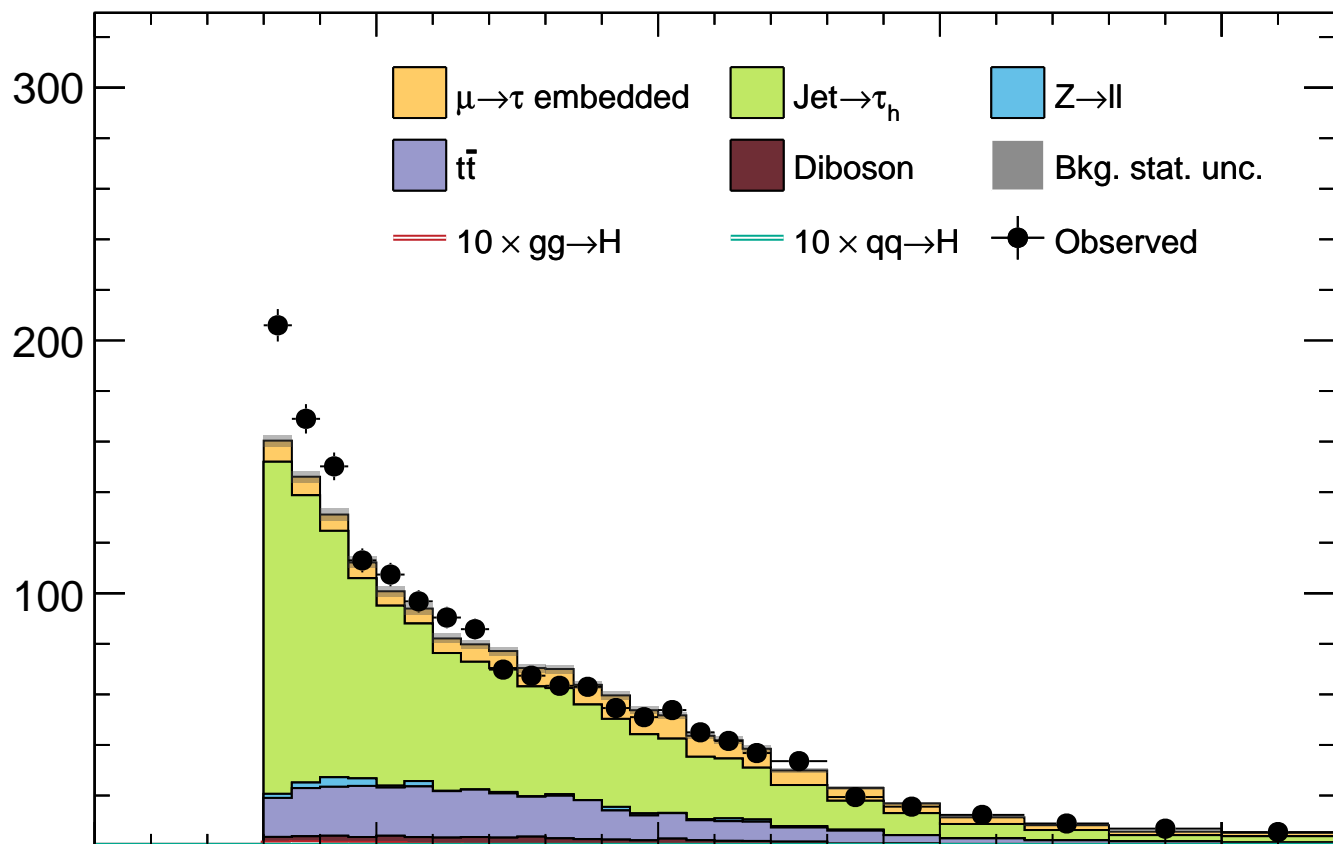 300
μ→τ embedded Jet→τₕ Z→ll
tt̄ Diboson Bkg. stat. unc.
10 × gg→H 10 × qq→H Observed
200
100